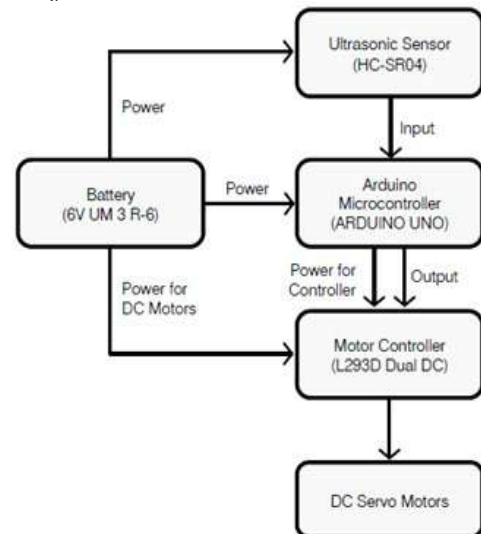 Ultrasonic Sensor
(HC-SR04)
Power
Input
Battery
(6V UM 3 R-6)
Power
Arduino
Microcontroller
(ARDUINO UNO)
Power for
Controller
Output
Power for
DC Motors
Motor Controller
(L293D Dual DC)
DC Servo Motors